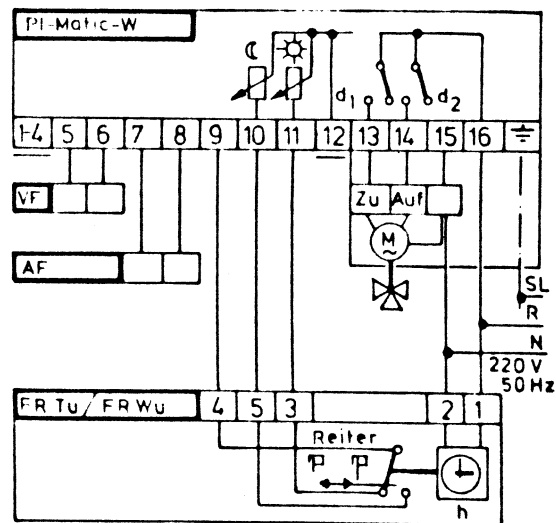 PI-Matic-W
d1 d2
1-4 5 6 7 8 9 10 11 12 13 14 15 16
VF
Zu Auf
M
~
AF
SL
R
N
220 V
50 Hz
FR Tu / FR Wu 4 5 3 2 1
Reiter
h